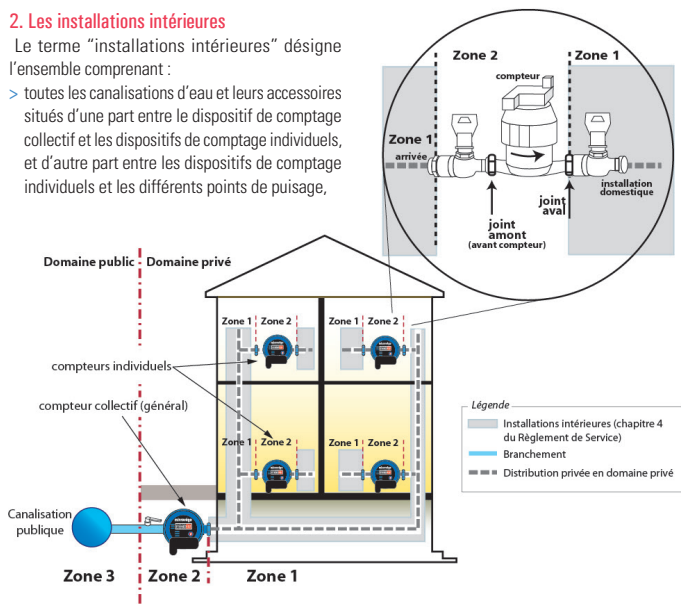 2. Les installations intérieures
Le terme “installations intérieures” désigne
l’ensemble comprenant :
> toutes les canalisations d’eau et leurs accessoires
situés d’une part entre le dispositif de comptage
collectif et les dispositifs de comptage individuels,
et d’autre part entre les dispositifs de comptage
individuels et les différents points de puisage,
Zone 2
Zone 1
compteur
Zone 1
arrivée
installation
domestique
joint
amont
(avant compteur)
joint
aval
Domaine public
Domaine privé
Zone 1
Zone 2
Zone 1
Zone 2
compteurs individuels
compteur collectif (général)
Zone 1
Zone 2
Zone 1
Zone 2
Légende
Installations intérieures (chapitre 4
du Règlement de Service)
Branchement
Distribution privée en domaine privé
Canalisation
publique
Zone 3
Zone 2
Zone 1